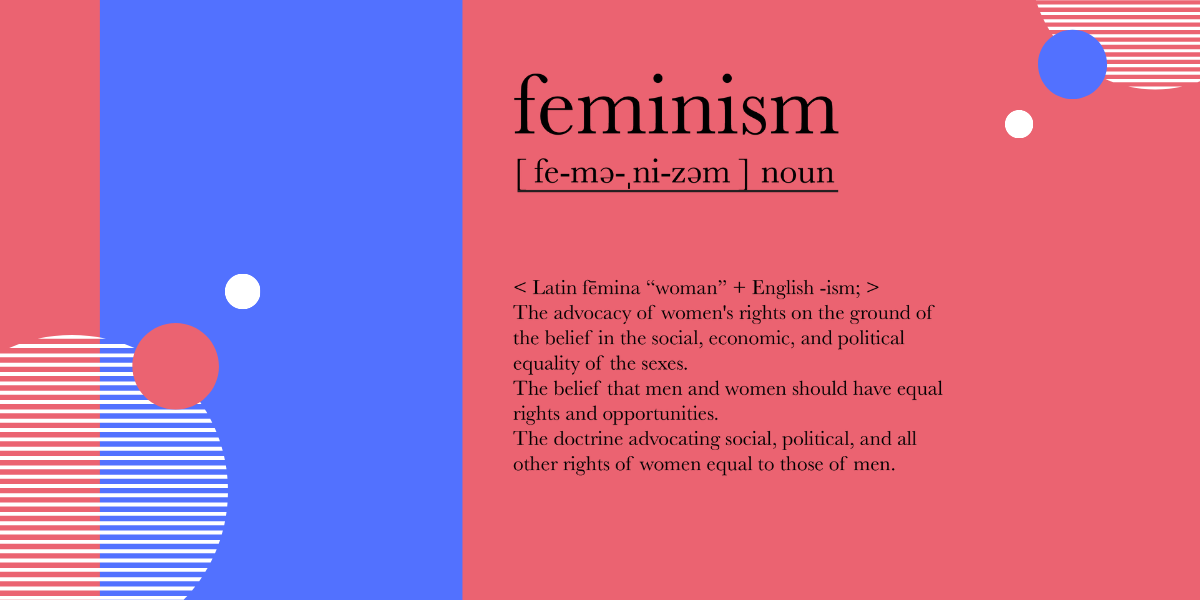 feminism
[ fe-mə-ˌni-zəm ] noun
< Latin fēmina “woman” + English -ism; >
The advocacy of women's rights on the ground of
the belief in the social, economic, and political
equality of the sexes.
The belief that men and women should have equal
rights and opportunities.
The doctrine advocating social, political, and all
other rights of women equal to those of men.